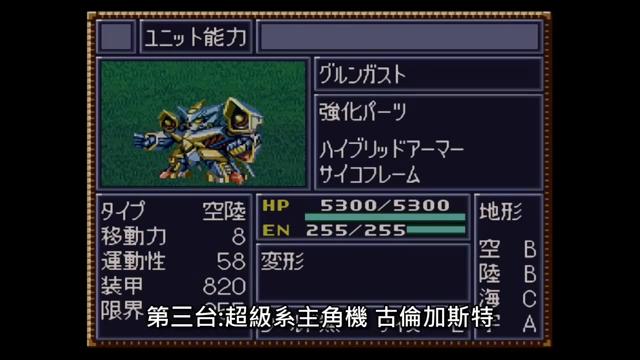 ユニット能力
グルンガスト
強化パーツ
ハイブリッドアーマー
サイコフレーム
タイプ 空陸
移動力 8
運動性 58
装甲 820
限界
HP 5300/5300
EN 255/255
変形
地形
空 B
陸 B
海 C
A
第三台:超級系主角機 古倫加斯特